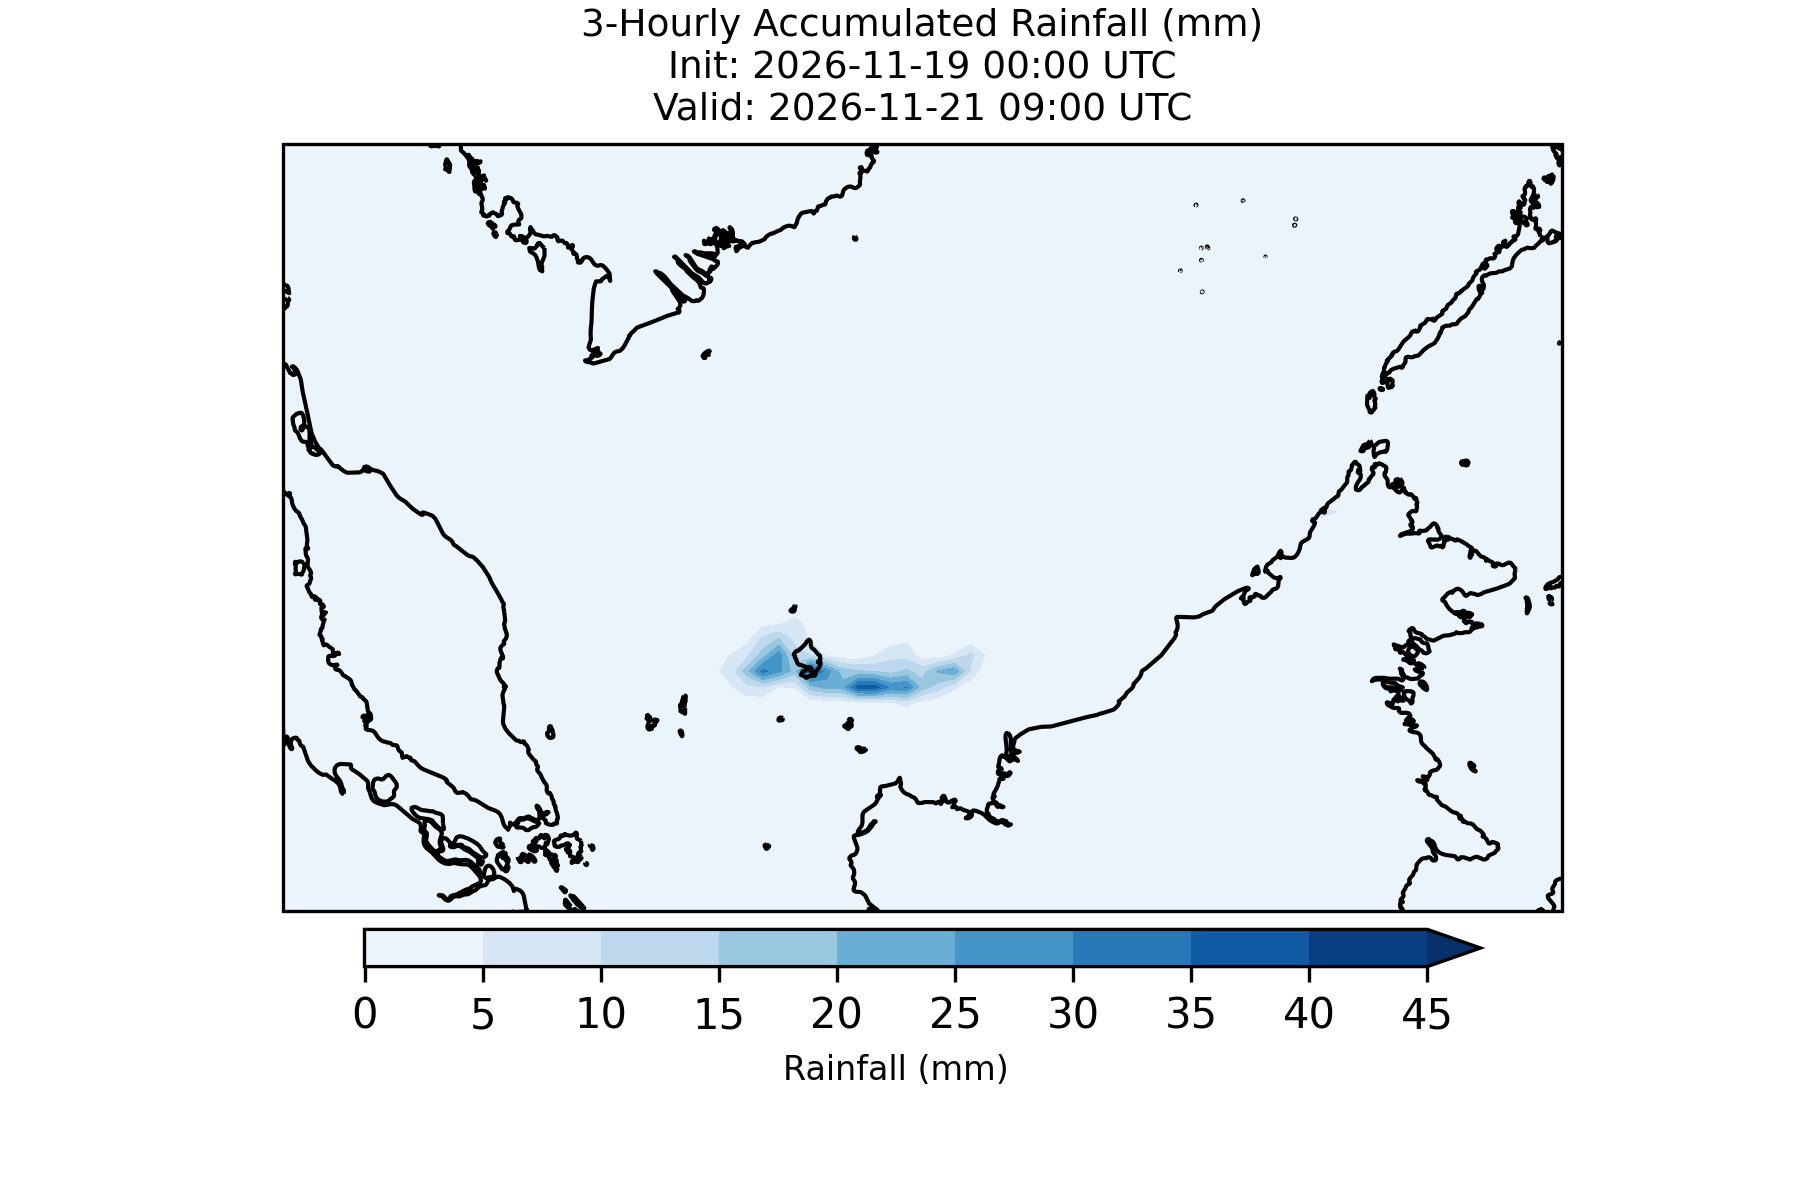 3-Hourly Accumulated Rainfall (mm)
Init: 2026-11-19 00:00 UTC
Valid: 2026-11-21 09:00 UTC
0 5 10 15 20 25 30 35 40 45
Rainfall (mm)